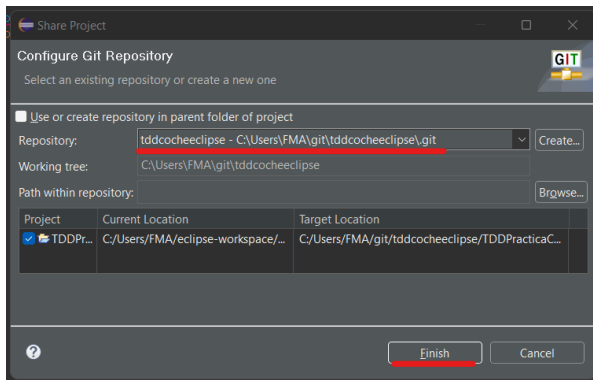 Share Project
Configure Git Repository
GIT
Select an existing repository or create a new one
Use or create repository in parent folder of project
Repository: tddcocheeclipse - C:\Users\FMA\git\tddcocheeclipse\.git Create...
Working tree: C:\Users\FMA\git\tddcocheeclipse
Path within repository: Browse...
Project Current Location Target Location
TDDPr... C:/Users/FMA/eclipse-workspace/... C:/Users/FMA/git/tddcocheeclipse/TDDPracticaC...
? Finish Cancel